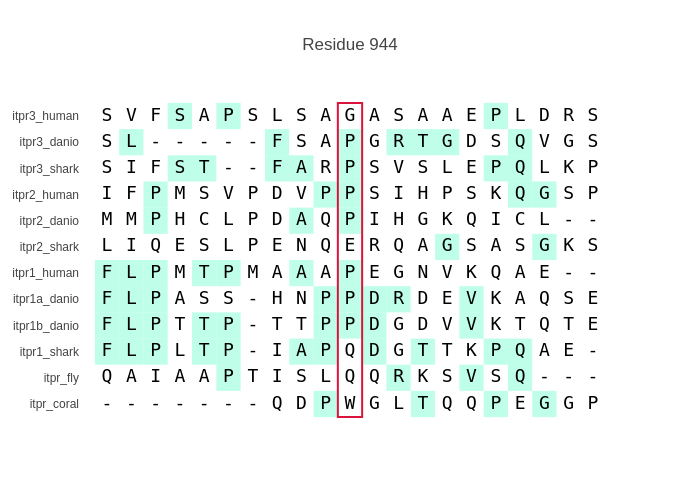 Residue 944
itpr3_human S V F S A P S L S A G A S A A E P L D R S
itpr3_danio S L - - - - - F S A P G R T G D S Q V G S
itpr3_shark S I F S T - - F A R P S V S L E P Q L K P
itpr2_human I F P M S V P D V P P S I H P S K Q G S P
itpr2_danio M M P H C L P D A Q P I H G K Q I C L - -
itpr2_shark L I Q E S L P E N Q E R Q A G S A S G K S
itpr1_human F L P M T P M A A A P E G N V K Q A E - -
itpr1a_danio F L P A S S - H N P P D R D E V K A Q S E
itpr1b_danio F L P T T P - T T P P D G D V V K T Q T E
itpr1_shark F L P L T P - I A P Q D G T T K P Q A E -
itpr_fly Q A I A A P T I S L Q Q R K S V S Q - - -
itpr_coral - - - - - - - Q D P W G L T Q Q P E G G P